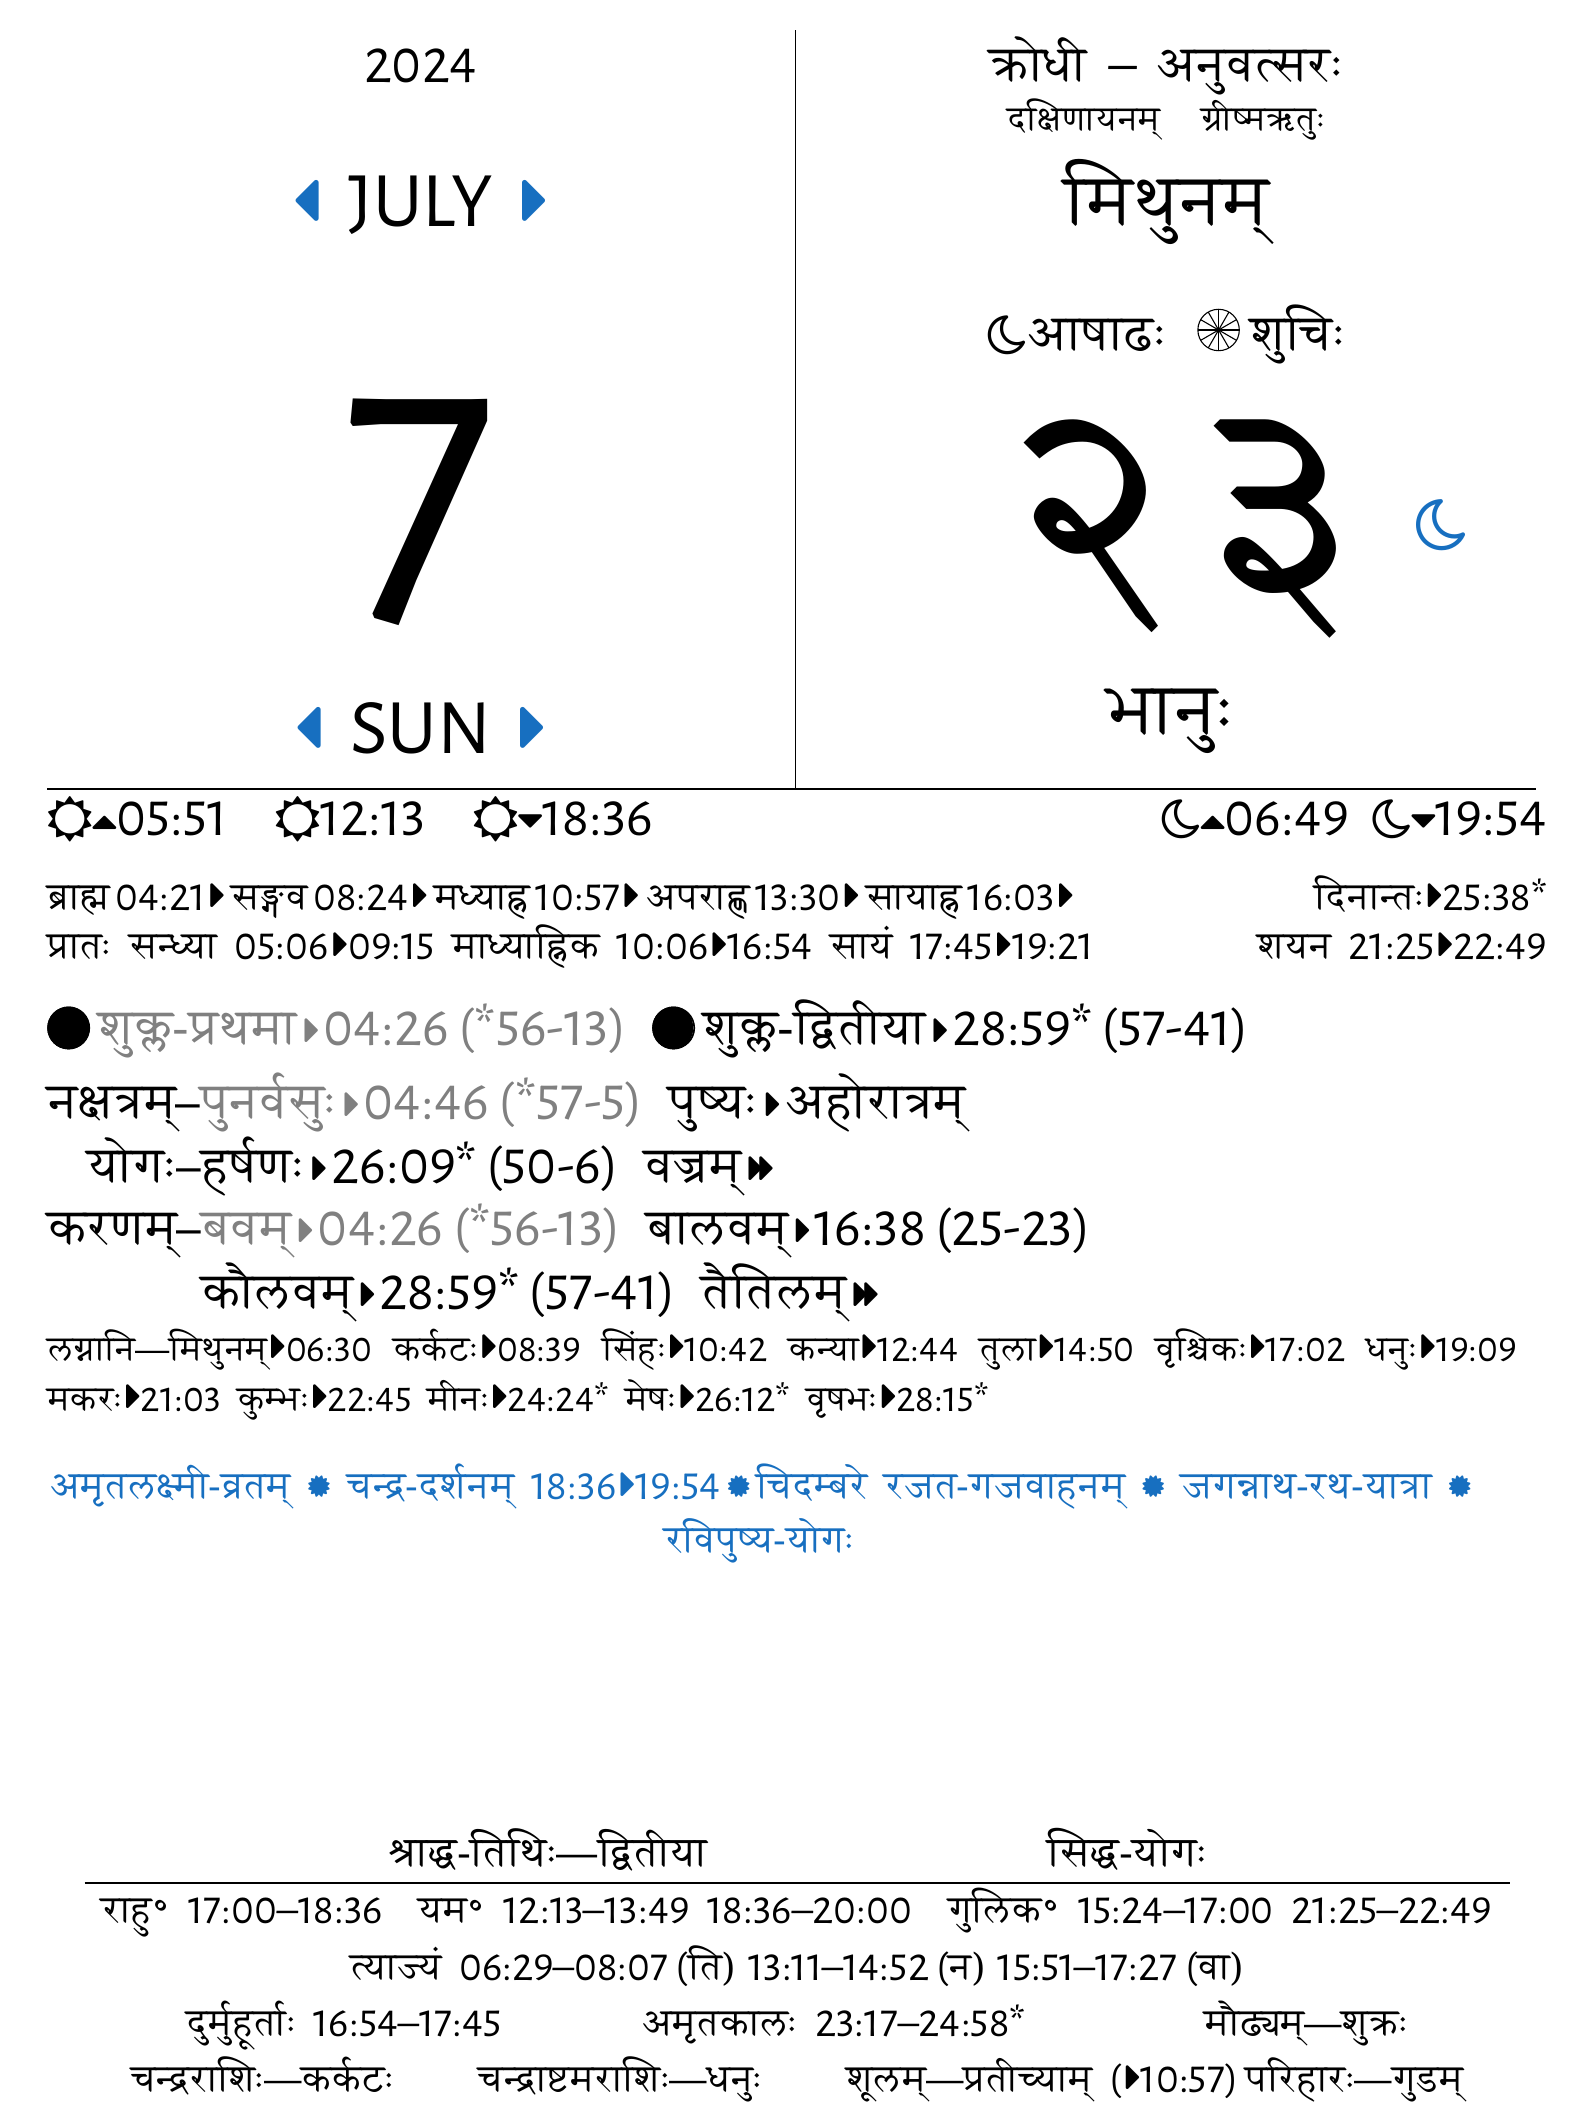 2024
JULY
7
SUN
क्रोधी – अनुवत्सरः
दक्षिणायनम् ग्रीष्मऋतुः
मिथुनम्
आषाढः शुचिः
२३
भानुः
05:51 12:13 18:36 06:49 19:54
ब्राह्म 04:21 सङ्गव 08:24 मध्याह्न 10:57 अपराह्ण 13:30 सायाह्न 16:03 दिनान्तः 25:38*
प्रातः सन्ध्या 05:06 09:15 माध्याह्निक 10:06 16:54 सायं 17:45 19:21 शयन 21:25 22:49
शुक्ल-प्रथमा 04:26 (*56-13) शुक्ल-द्वितीया 28:59* (57-41)
नक्षत्रम्–पुनर्वसुः 04:46 (*57-5) पुष्यः अहोरात्रम्
योगः–हर्षणः 26:09* (50-6) वज्रम्
करणम्–बवम् 04:26 (*56-13) बालवम् 16:38 (25-23)
कौलवम् 28:59* (57-41) तैतिलम्
लग्नानि—मिथुनम् 06:30 कर्कटः 08:39 सिंहः 10:42 कन्या 12:44 तुला 14:50 वृश्चिकः 17:02 धनुः 19:09
मकरः 21:03 कुम्भः 22:45 मीनः 24:24* मेषः 26:12* वृषभः 28:15*
अमृतलक्ष्मी-व्रतम् चन्द्र-दर्शनम् 18:36 19:54 चिदम्बरे रजत-गजवाहनम् जगन्नाथ-रथ-यात्रा
रविपुष्य-योगः
श्राद्ध-तिथिः—द्वितीया सिद्ध-योगः
राहु॰ 17:00–18:36 यम॰ 12:13–13:49 18:36–20:00 गुलिक॰ 15:24–17:00 21:25–22:49
त्याज्यं 06:29–08:07 (ति) 13:11–14:52 (न) 15:51–17:27 (वा)
दुर्मुहूर्ताः 16:54–17:45 अमृतकालः 23:17–24:58* मौढ्यम्—शुक्रः
चन्द्रराशिः—कर्कटः चन्द्राष्टमराशिः—धनुः शूलम्—प्रतीच्याम् (10:57) परिहारः—गुडम्